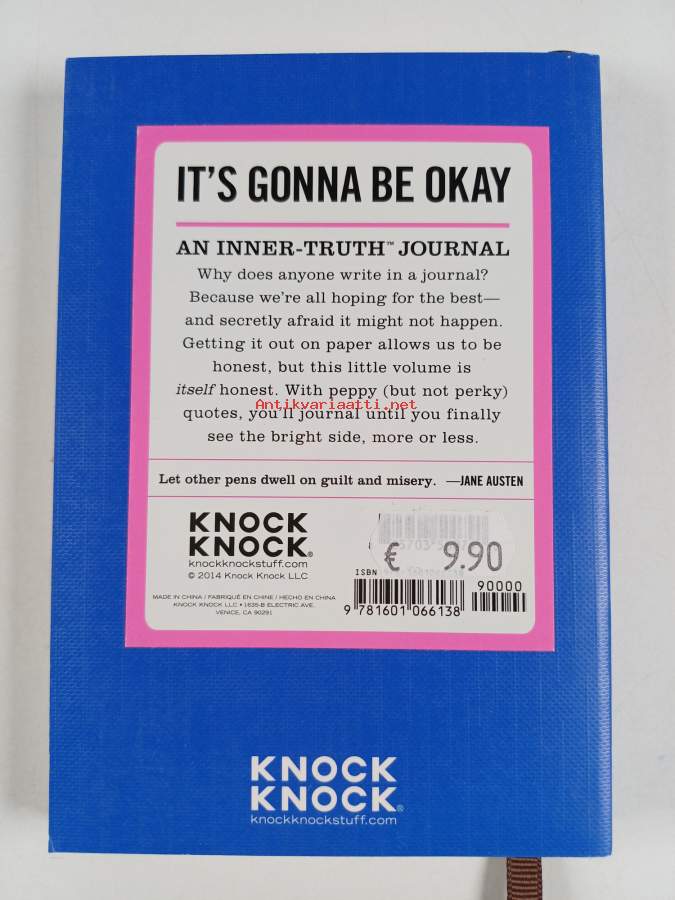 IT'S GONNA BE OKAY
AN INNER-TRUTH™ JOURNAL
Why does anyone write in a journal?
Because we're all hoping for the best—
and secretly afraid it might not happen.
Getting it out on paper allows us to be
honest, but this little volume is
itself honest. With peppy (but not perky)
Antikvariaatti.net
quotes, you'll journal until you finally
see the bright side, more or less.
Let other pens dwell on guilt and misery. —JANE AUSTEN
KNOCK
KNOCK®
knockknockstuff.com
© 2014 Knock Knock LLC
MADE IN CHINA / FABRIQUÉ EN CHINE / HECHO EN CHINA
KNOCK KNOCK LLC • 1635-B ELECTRIC AVE.
VENICE, CA 90291
€ 9.90
ISBN
90000
9 781601 066138
KNOCK
KNOCK®
knockknockstuff.com